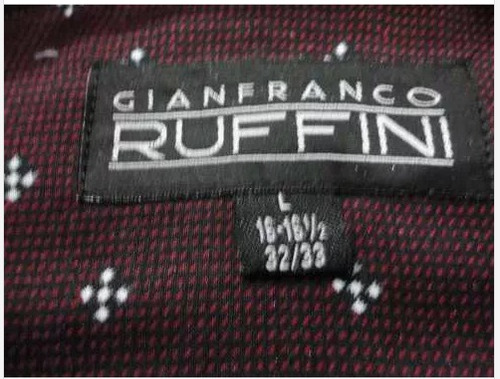 GIANFRANCO
RUFFINI
L
16-16½
32/33